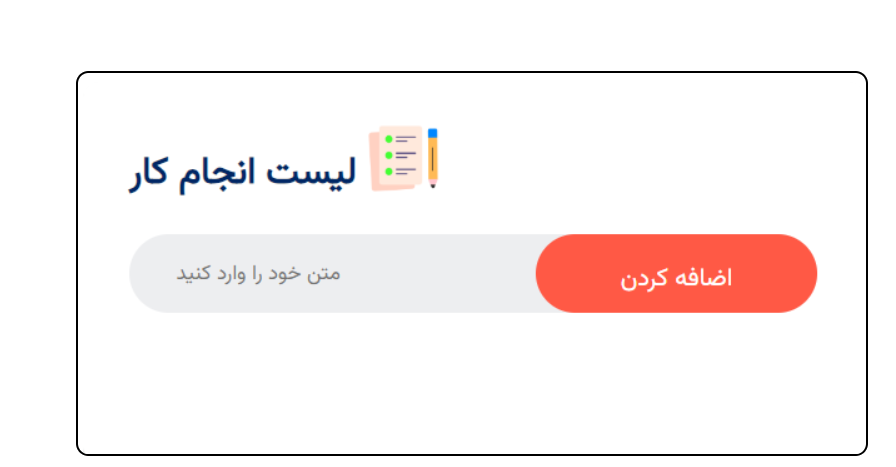 لیست انجام کار
متن خود را وارد کنید
اضافه کردن